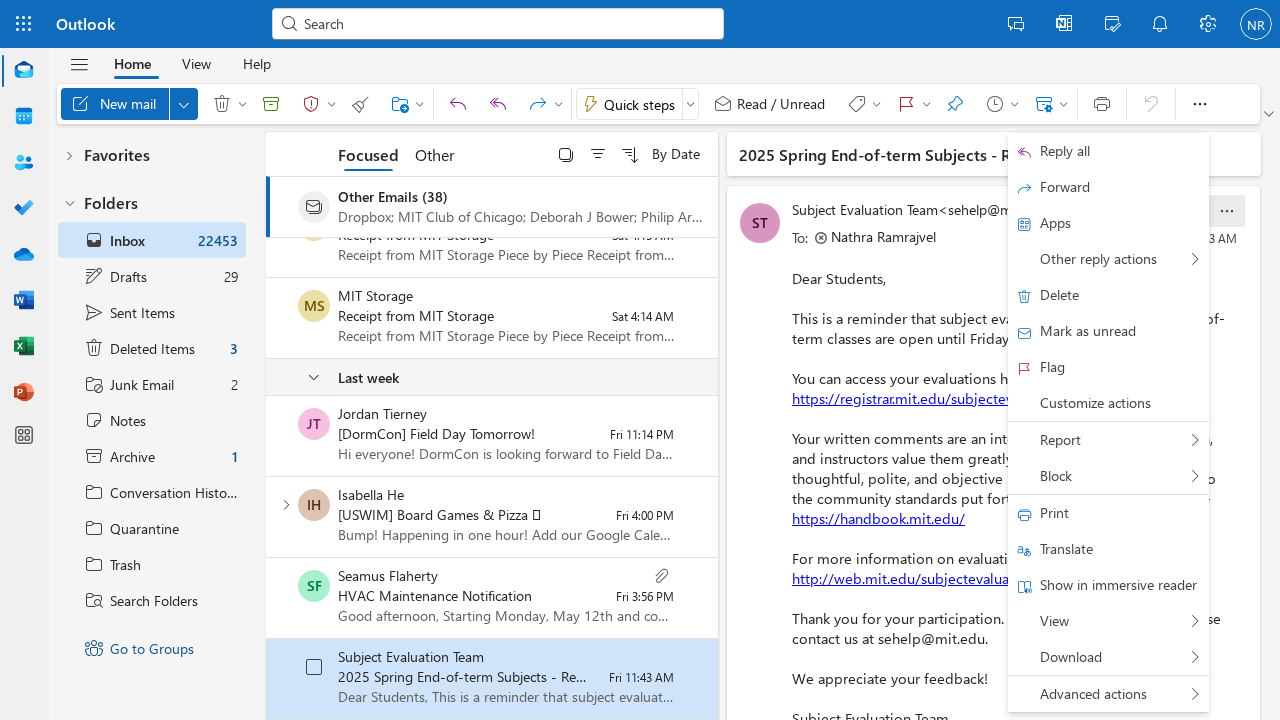 Outlook
Search
NR
Home View Help
New mail
Quick steps
Read / Unread
Favorites
Folders
Inbox 22453
Drafts 29
Sent Items
Deleted Items 3
Junk Email 2
Notes
Archive 1
Conversation Histo...
Quarantine
Trash
Search Folders
Go to Groups
Focused Other By Date
Other Emails (38)
Dropbox; MIT Club of Chicago; Deborah J Bower; Philip Ar...
Receipt from MIT Storage
Receipt from MIT Storage Piece by Piece Receipt from...
MS
MIT Storage
Receipt from MIT Storage Sat 4:14 AM
Receipt from MIT Storage Piece by Piece Receipt from...
Last week
JT
Jordan Tierney
[DormCon] Field Day Tomorrow! Fri 11:14 PM
Hi everyone! DormCon is looking forward to Field Da...
IH
Isabella He
[USWIM] Board Games & Pizza Fri 4:00 PM
Bump! Happening in one hour! Add our Google Cale...
SF
Seamus Flaherty
HVAC Maintenance Notification Fri 3:56 PM
Good afternoon, Starting Monday, May 12th and co...
Subject Evaluation Team
2025 Spring End-of-term Subjects - Re... Fri 11:43 AM
Dear Students, This is a reminder that subject evaluat...
2025 Spring End-of-term Subjects - R
ST
Subject Evaluation Team<sehelp@m
To: Nathra Ramrajvel
3 AM
Dear Students,
This is a reminder that subject eva of-
term classes are open until Friday
You can access your evaluations h
https://registrar.mit.edu/subjectev
Your written comments are an inte
and instructors value them greatly
thoughtful, polite, and objective to
the community standards put fort
https://handbook.mit.edu/
For more information on evaluati
http://web.mit.edu/subjectevalua
Thank you for your participation. se
contact us at sehelp@mit.edu.
We appreciate your feedback!
Subject Evaluation Team
Reply all
Forward
Apps
Other reply actions
Delete
Mark as unread
Flag
Customize actions
Report
Block
Print
Translate
Show in immersive reader
View
Download
Advanced actions